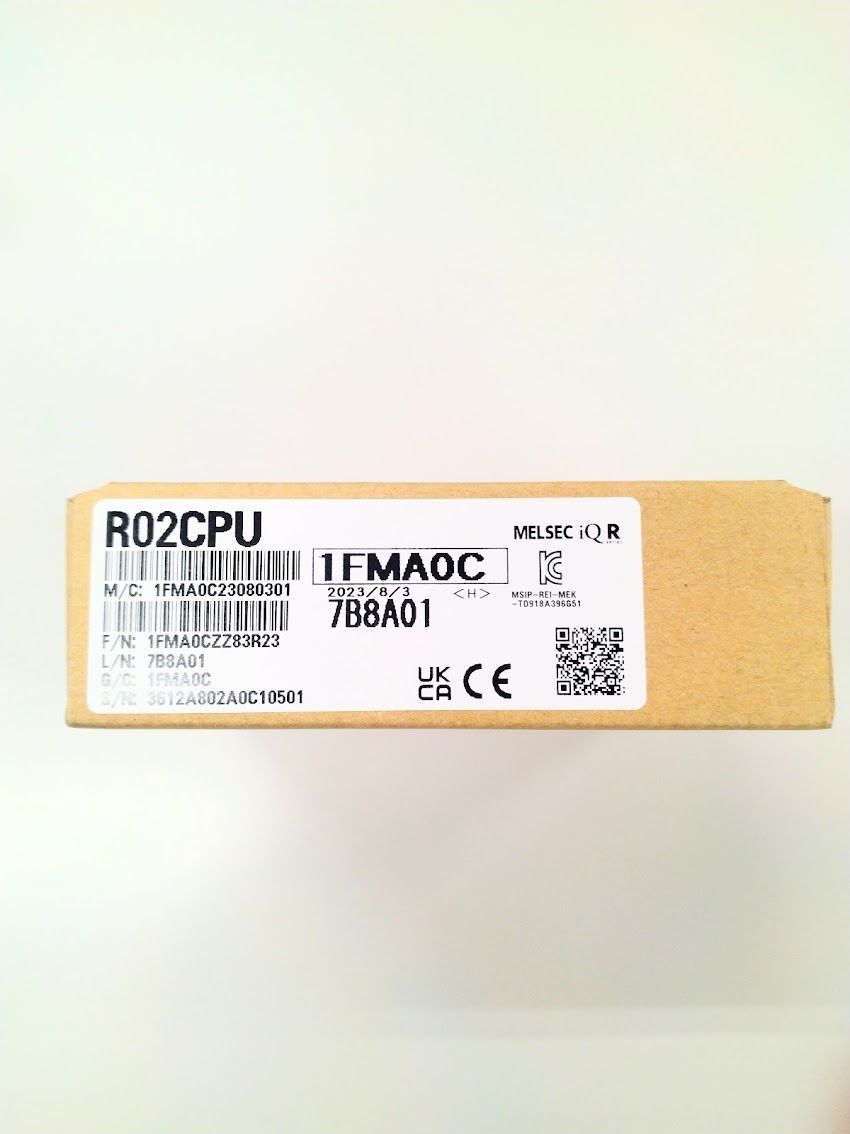 R02CPU
MELSEC iQ R
1FMA0C
M/C: 1FMA0C23080301
2023/8/3 <H>
MSIP-REI-MEK
-TD918A396G51
7B8A01
F/N: 1FMA0CZZ83R23
L/N: 7B8A01
G/C: 1FMA0C
S/N: 3612A802A0C10501
UK
CA CE